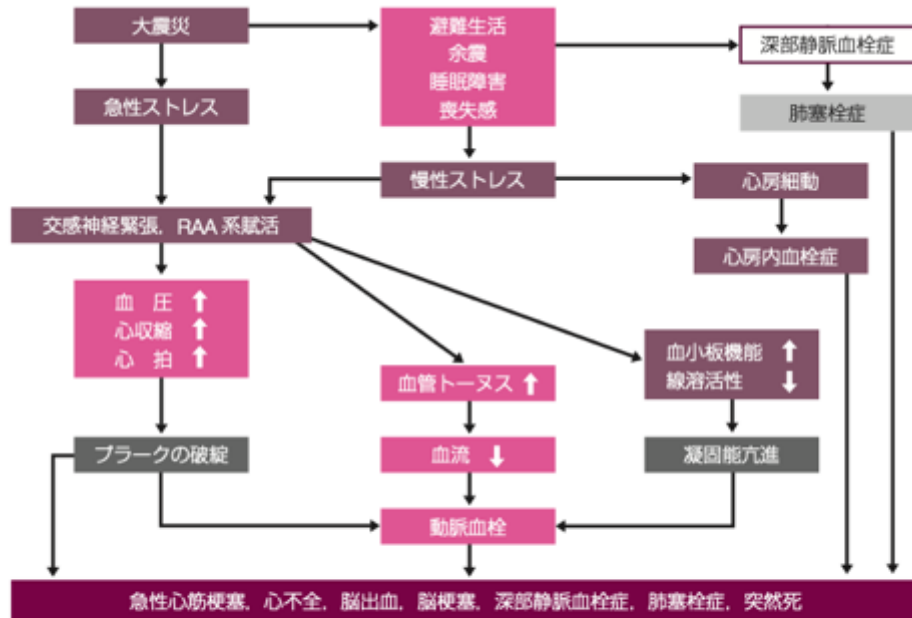 大震災
避難生活
余震
睡眠障害
喪失感
深部静脈血栓症
急性ストレス
肺塞栓症
慢性ストレス
心房細動
交感神経緊張，RAA 系賦活
心房内血栓症
血　圧 ↑
心収縮 ↑
心　拍 ↑
血小板機能 ↑
線溶活性 ↓
血管トーヌス ↑
プラークの破綻
血流 ↓
凝固能亢進
動脈血栓
急性心筋梗塞，心不全，脳出血，脳梗塞，深部静脈血栓症，肺塞栓症，突然死